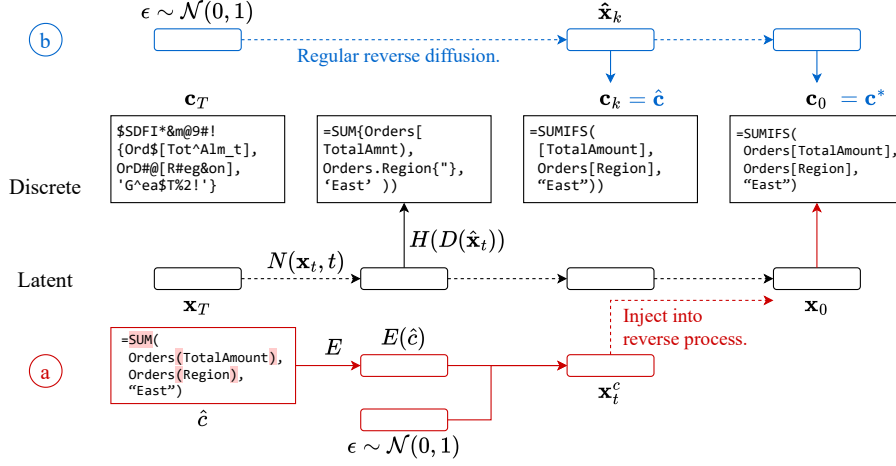 ϵ ∼ 𝒩(0, 1)
x̂_k
b
Regular reverse diffusion.
c_T
c_k = ĉ
c_0 = c*
$SDFI*&m@9#!
{Ord$[Tot^Alm_t],
OrD#@[R#eg&on],
'G^ea$T%2!'}
=SUM{Orders[
TotalAmnt),
Orders.Region{"},
‘East’ ))
=SUMIFS(
[TotalAmount],
Orders[Region],
“East”))
=SUMIFS(
Orders[TotalAmount],
Orders[Region],
“East”)
Discrete
H(D(x̂_t))
N(x_t, t)
Latent
x_T
x_0
=SUM(
Orders(TotalAmount),
Orders(Region),
“East”)
E
E(ĉ)
Inject into
reverse process.
a
x_t^c
ĉ
ϵ ∼ 𝒩(0, 1)